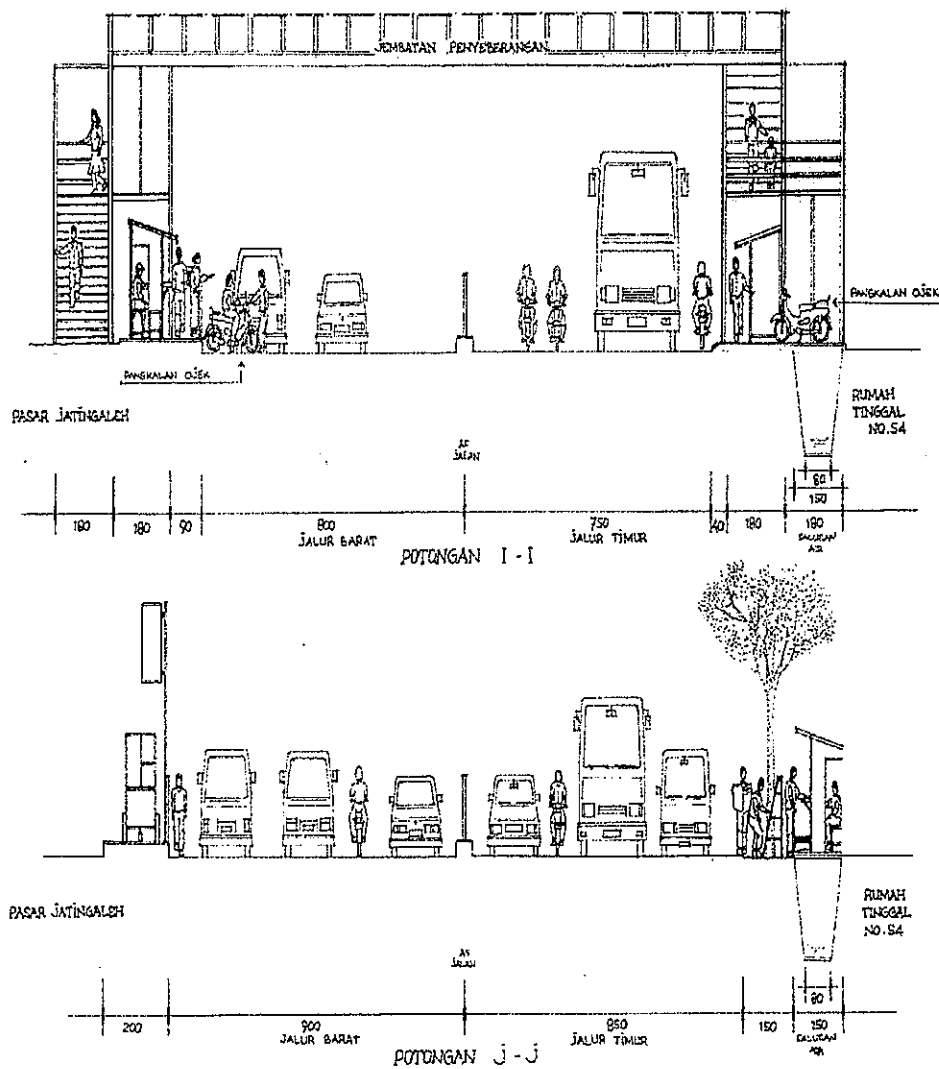 JEMBATAN PENYEBERANGAN
PANGKALAN OJEK
PANGKALAN OJEK
PASAR JATINGALEH
RUMAH
TINGGAL
NO.54
AS
JALAN
80
150
180 180 90 800 750 40 180 180
JALUR BARAT JALUR TIMUR SALURAN
AIR
POTONGAN I - I
PASAR JATINGALEH
RUMAH
TINGGAL
NO.54
AS
JALAN
80
200 900 850 150 150
JALUR BARAT JALUR TIMUR SALURAN
AIR
POTONGAN J - J